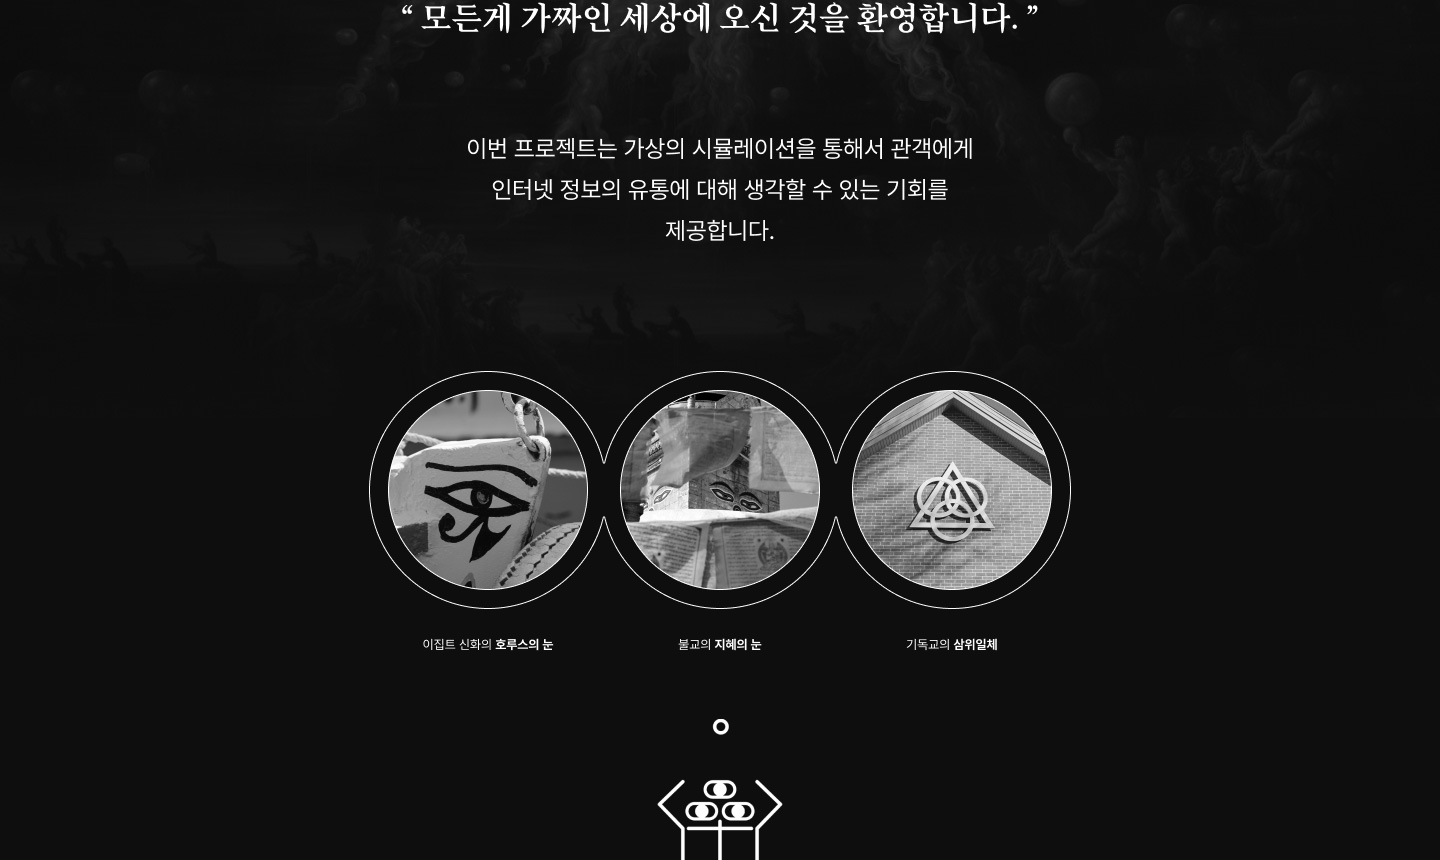 “ 모든게 가짜인 세상에 오신 것을 환영합니다. ”
이번 프로젝트는 가상의 시뮬레이션을 통해서 관객에게
인터넷 정보의 유통에 대해 생각할 수 있는 기회를
제공합니다.
이집트 신화의 호루스의 눈
불교의 지혜의 눈
기독교의 삼위일체